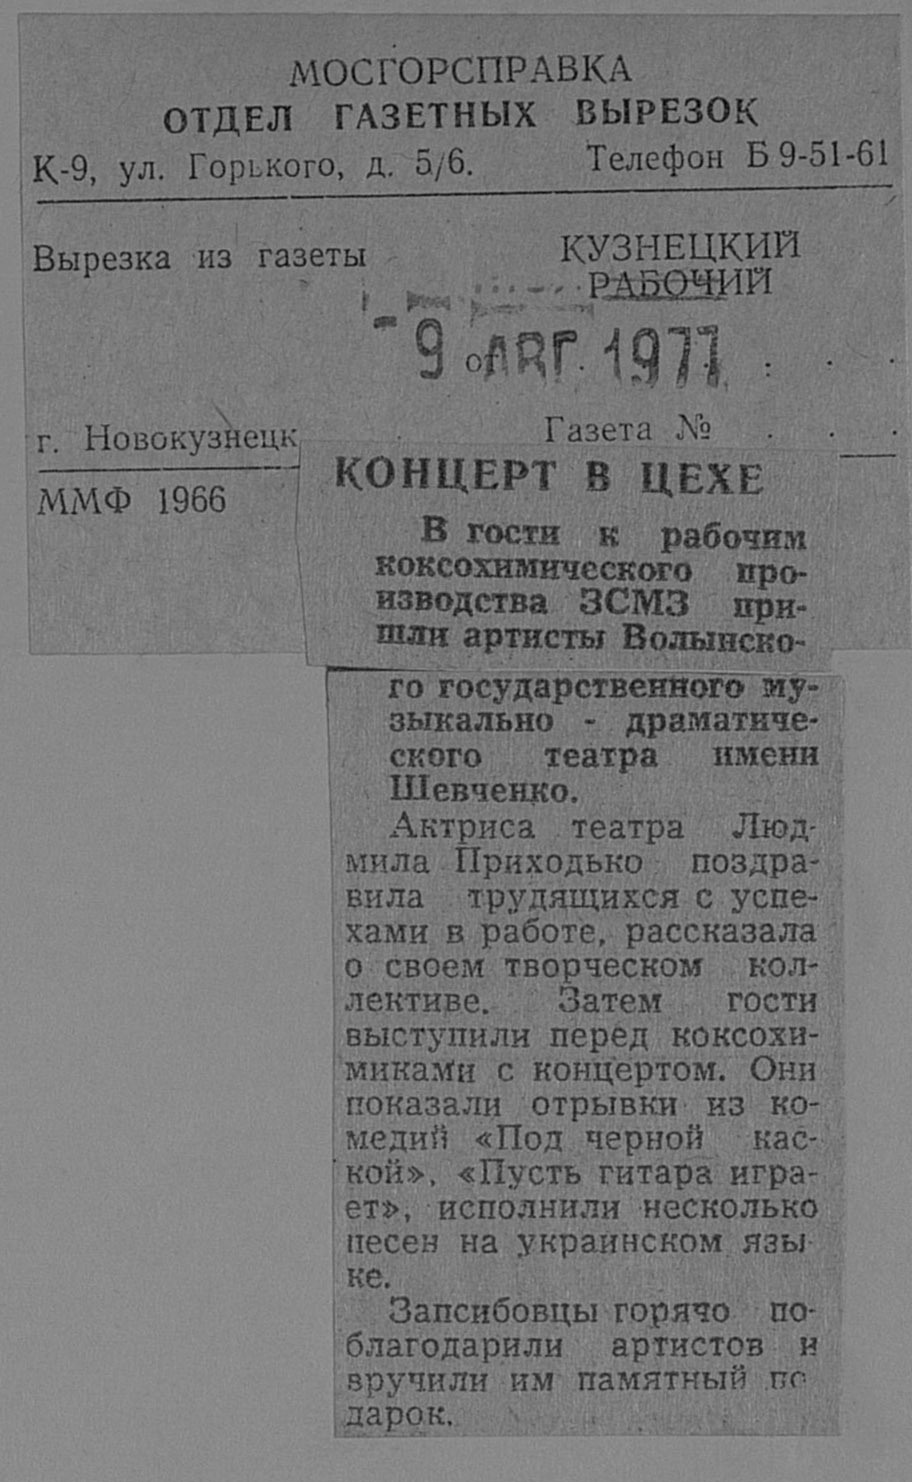 МОСГОРСПРАВКА
ОТДЕЛ ГАЗЕТНЫХ ВЫРЕЗОК
К-9, ул. Горького, д. 5/6. Телефон Б 9-51-61
Вырезка из газеты
КУЗНЕЦКИЙ
РАБОЧИЙ
- 9 АВГ. 1977
г. Новокузнецк Газета № . . .
ММФ 1966
КОНЦЕРТ В ЦЕХЕ
В гости к рабочим
коксохимического про-
изводства ЗСМЗ при-
шли артисты Волынско-
го государственного му-
зыкально - драматиче-
ского театра имени
Шевченко.
Актриса театра Люд-
мила Приходько поздра-
вила трудящихся с успе-
хами в работе, рассказала
о своем творческом кол-
лективе. Затем гости
выступили перед коксохи-
миками с концертом. Они
показали отрывки из ко-
медий «Под черной кас-
кой», «Пусть гитара игра-
ет», исполнили несколько
песен на украинском язы-
ке.
Запсибовцы горячо по-
благодарили артистов и
вручили им памятный по
дарок.